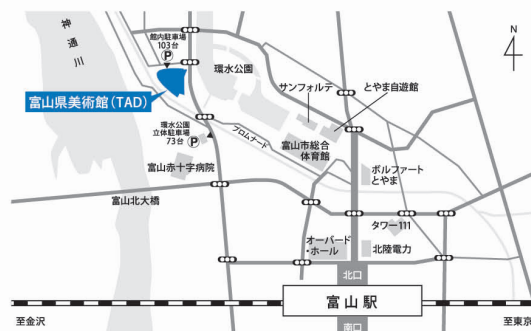 神通川
館内駐車場
103台
P
環水公園
サンフォルテ
とやま自遊館
4
富山県美術館(TAD)
環水公園
立体駐車場
73台
P
プロムナード
富山市総合
体育館
富山赤十字病院
ボルファート
とやま
富山北大橋
タワー111
オーバード
・ホール
北陸電力
北口
富山駅
南口
至金沢
至東京